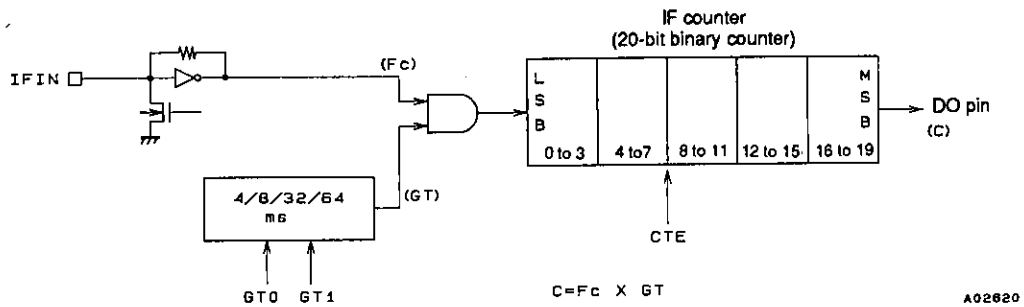 IF counter
(20-bit binary counter)
IFIN
(Fc)
L
S
B
M
S
B
DO pin
(C)
0 to 3
4 to7
8 to 11
12 to 15
16 to 19
(GT)
4/8/32/64
ms
CTE
GT0 GT1
C=Fc X GT
A02620